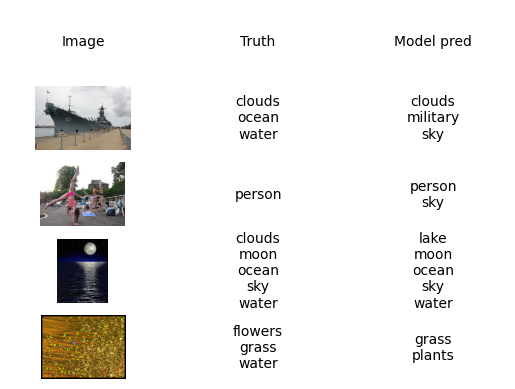 Image Truth Model pred
clouds
ocean
water
clouds
military
sky
person
person
sky
clouds
moon
ocean
sky
water
lake
moon
ocean
sky
water
flowers
grass
water
grass
plants